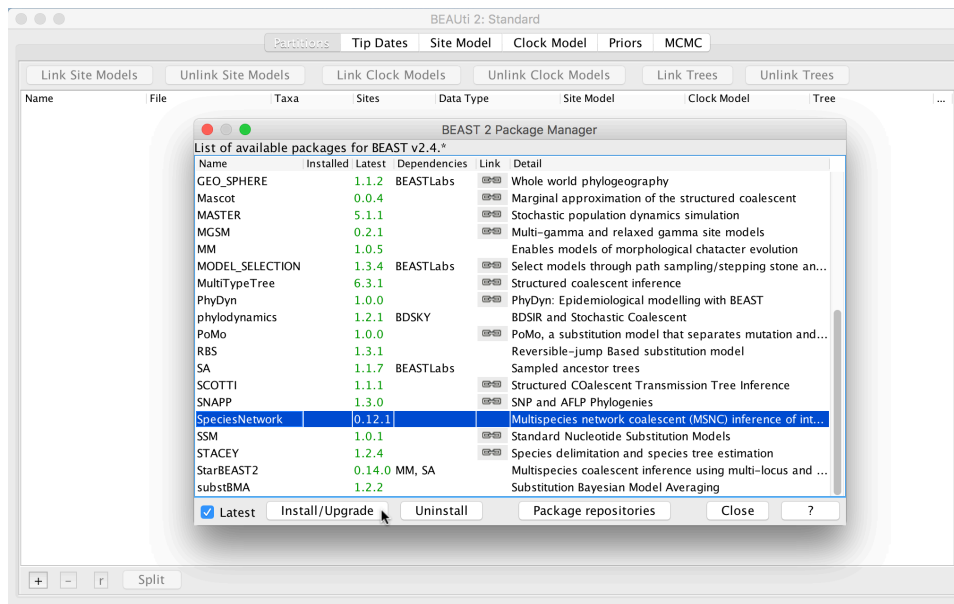 BEAUti 2: Standard
Partitions Tip Dates Site Model Clock Model Priors MCMC
Link Site Models Unlink Site Models Link Clock Models Unlink Clock Models Link Trees Unlink Trees
Name File Taxa Sites Data Type Site Model Clock Model Tree ...
BEAST 2 Package Manager
List of available packages for BEAST v2.4.*
Name Installed Latest Dependencies Link Detail
GEO_SPHERE 1.1.2 BEASTLabs Whole world phylogeography
Mascot 0.0.4 Marginal approximation of the structured coalescent
MASTER 5.1.1 Stochastic population dynamics simulation
MGSM 0.2.1 Multi-gamma and relaxed gamma site models
MM 1.0.5 Enables models of morphological chatacter evolution
MODEL_SELECTION 1.3.4 BEASTLabs Select models through path sampling/stepping stone an...
MultiTypeTree 6.3.1 Structured coalescent inference
PhyDyn 1.0.0 PhyDyn: Epidemiological modelling with BEAST
phylodynamics 1.2.1 BDSKY BDSIR and Stochastic Coalescent
PoMo 1.0.0 PoMo, a substitution model that separates mutation and...
RBS 1.3.1 Reversible-jump Based substitution model
SA 1.1.7 BEASTLabs Sampled ancestor trees
SCOTTI 1.1.1 Structured COalescent Transmission Tree Inference
SNAPP 1.3.0 SNP and AFLP Phylogenies
SpeciesNetwork 0.12.1 Multispecies network coalescent (MSNC) inference of int...
SSM 1.0.1 Standard Nucleotide Substitution Models
STACEY 1.2.4 Species delimitation and species tree estimation
StarBEAST2 0.14.0 MM, SA Multispecies coalescent inference using multi-locus and ...
substBMA 1.2.2 Substitution Bayesian Model Averaging
Latest Install/Upgrade Uninstall Package repositories Close ?
+ - r Split